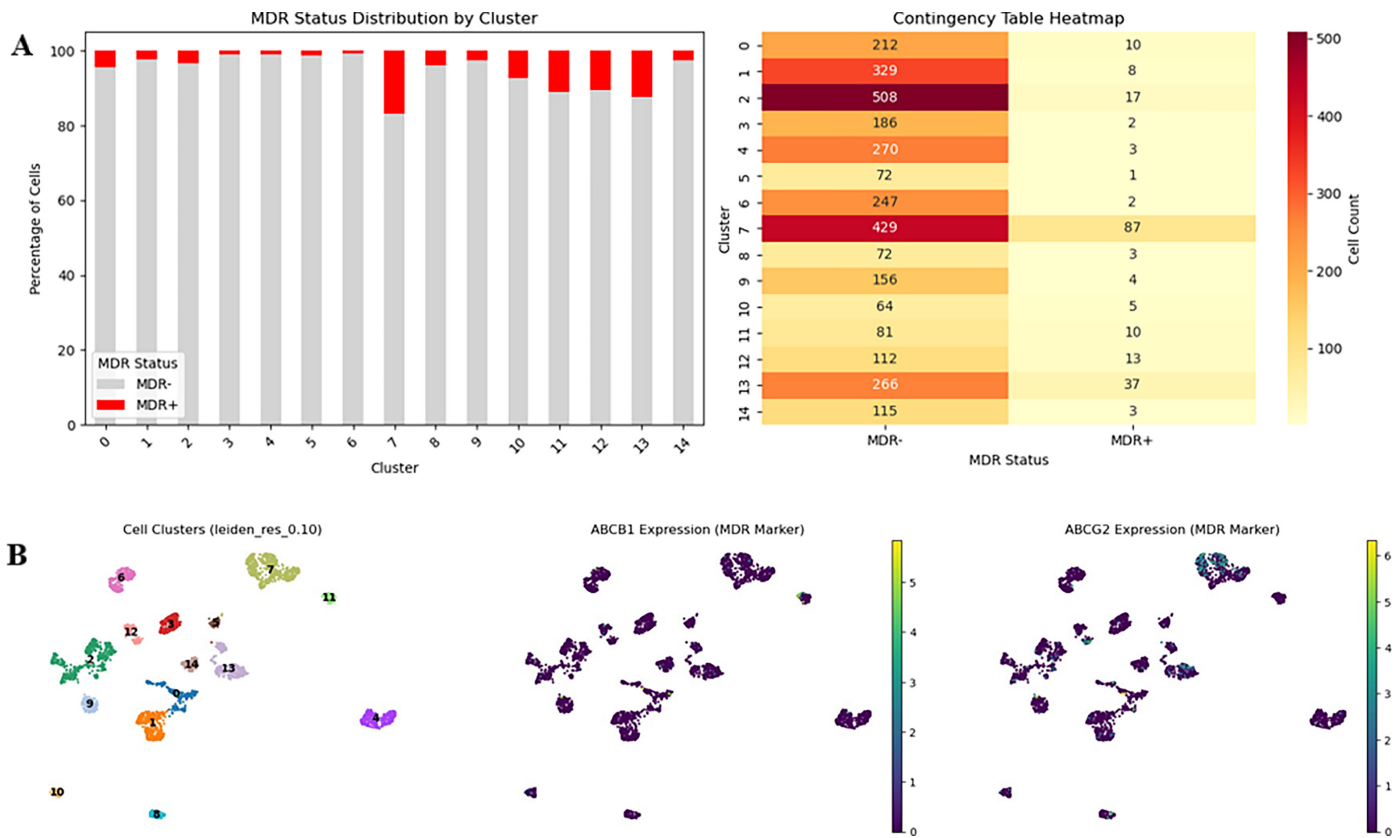 A
MDR Status Distribution by Cluster
Percentage of Cells
100
80
60
40
20
0
MDR Status
MDR-
MDR+
0 1 2 3 4 5 6 7 8 9 10 11 12 13 14
Cluster
Contingency Table Heatmap
Cluster
0 212 10
1 329 8
2 508 17
3 186 2
4 270 3
5 72 1
6 247 2
7 429 87
8 72 3
9 156 4
10 64 5
11 81 10
12 112 13
13 266 37
14 115 3
MDR- MDR+
MDR Status
500
400
300
200
100
Cell Count
B
Cell Clusters (leiden_res_0.10)
7
6
11
12
3
5
2
14
13
0
9
1
4
10
8
ABCB1 Expression (MDR Marker)
5
4
3
2
1
0
ABCG2 Expression (MDR Marker)
6
5
4
3
2
1
0